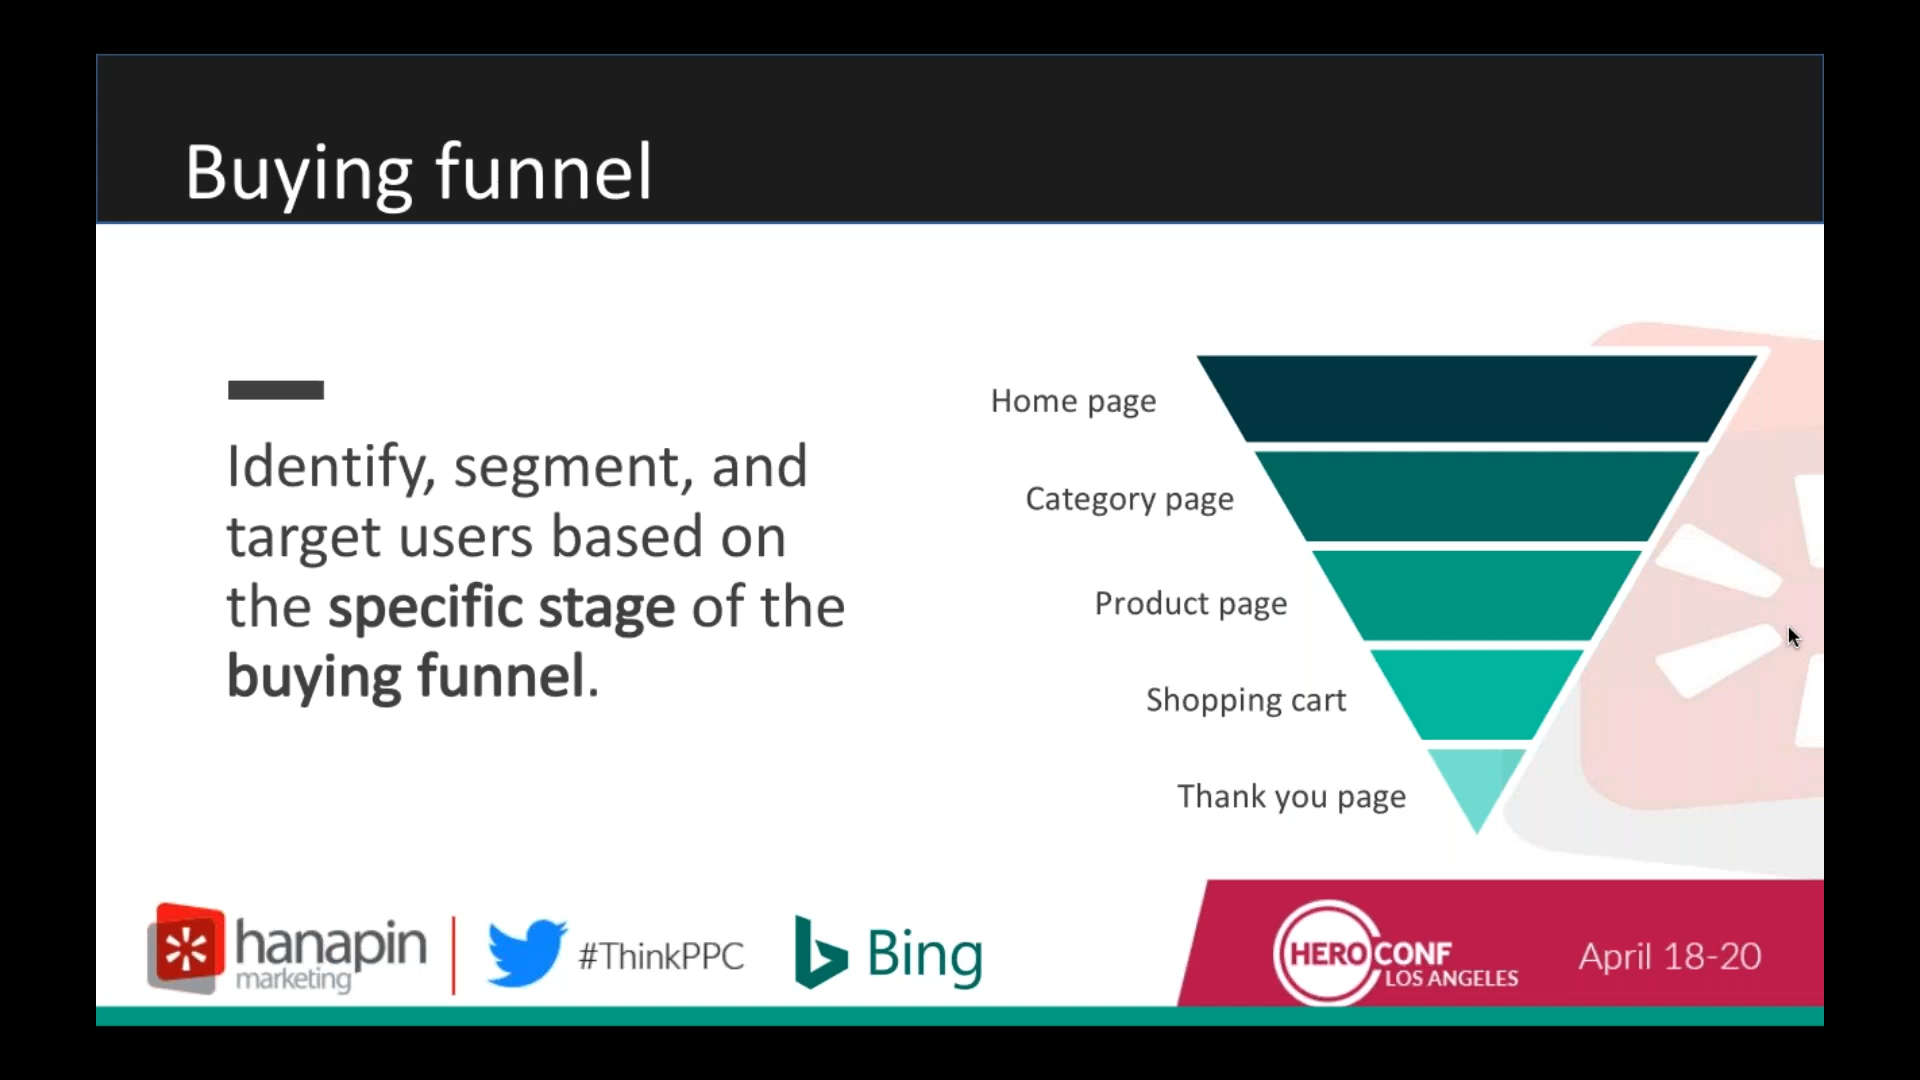 Buying funnel
Identify, segment, and
target users based on
the specific stage of the
buying funnel.
Home page
Category page
Product page
Shopping cart
Thank you page
hanapin
marketing
#ThinkPPC
Bing
HERO CONF
LOS ANGELES
April 18-20